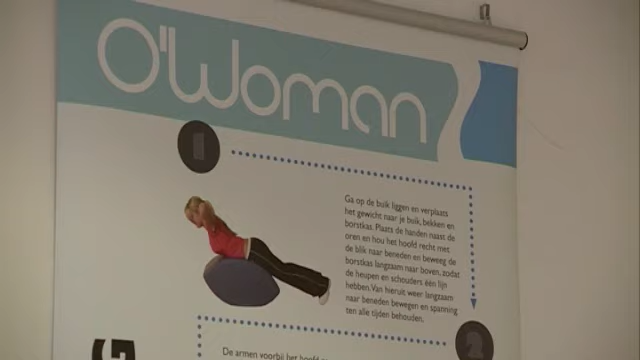 O'Woman
1
Ga op de buik liggen en verplaats
het gewicht naar je buik, bekken en
borstkas. Plaats de handen naast de
oren en hou het hoofd recht met
de blik naar beneden en beweeg de
borstkas langzaam naar boven, zodat
de heupen en schouders één lijn
hebben. Van hieruit weer langzaam
naar beneden bewegen en spanning
ten alle tijden behouden.
2
De armen voorbij het hoofd